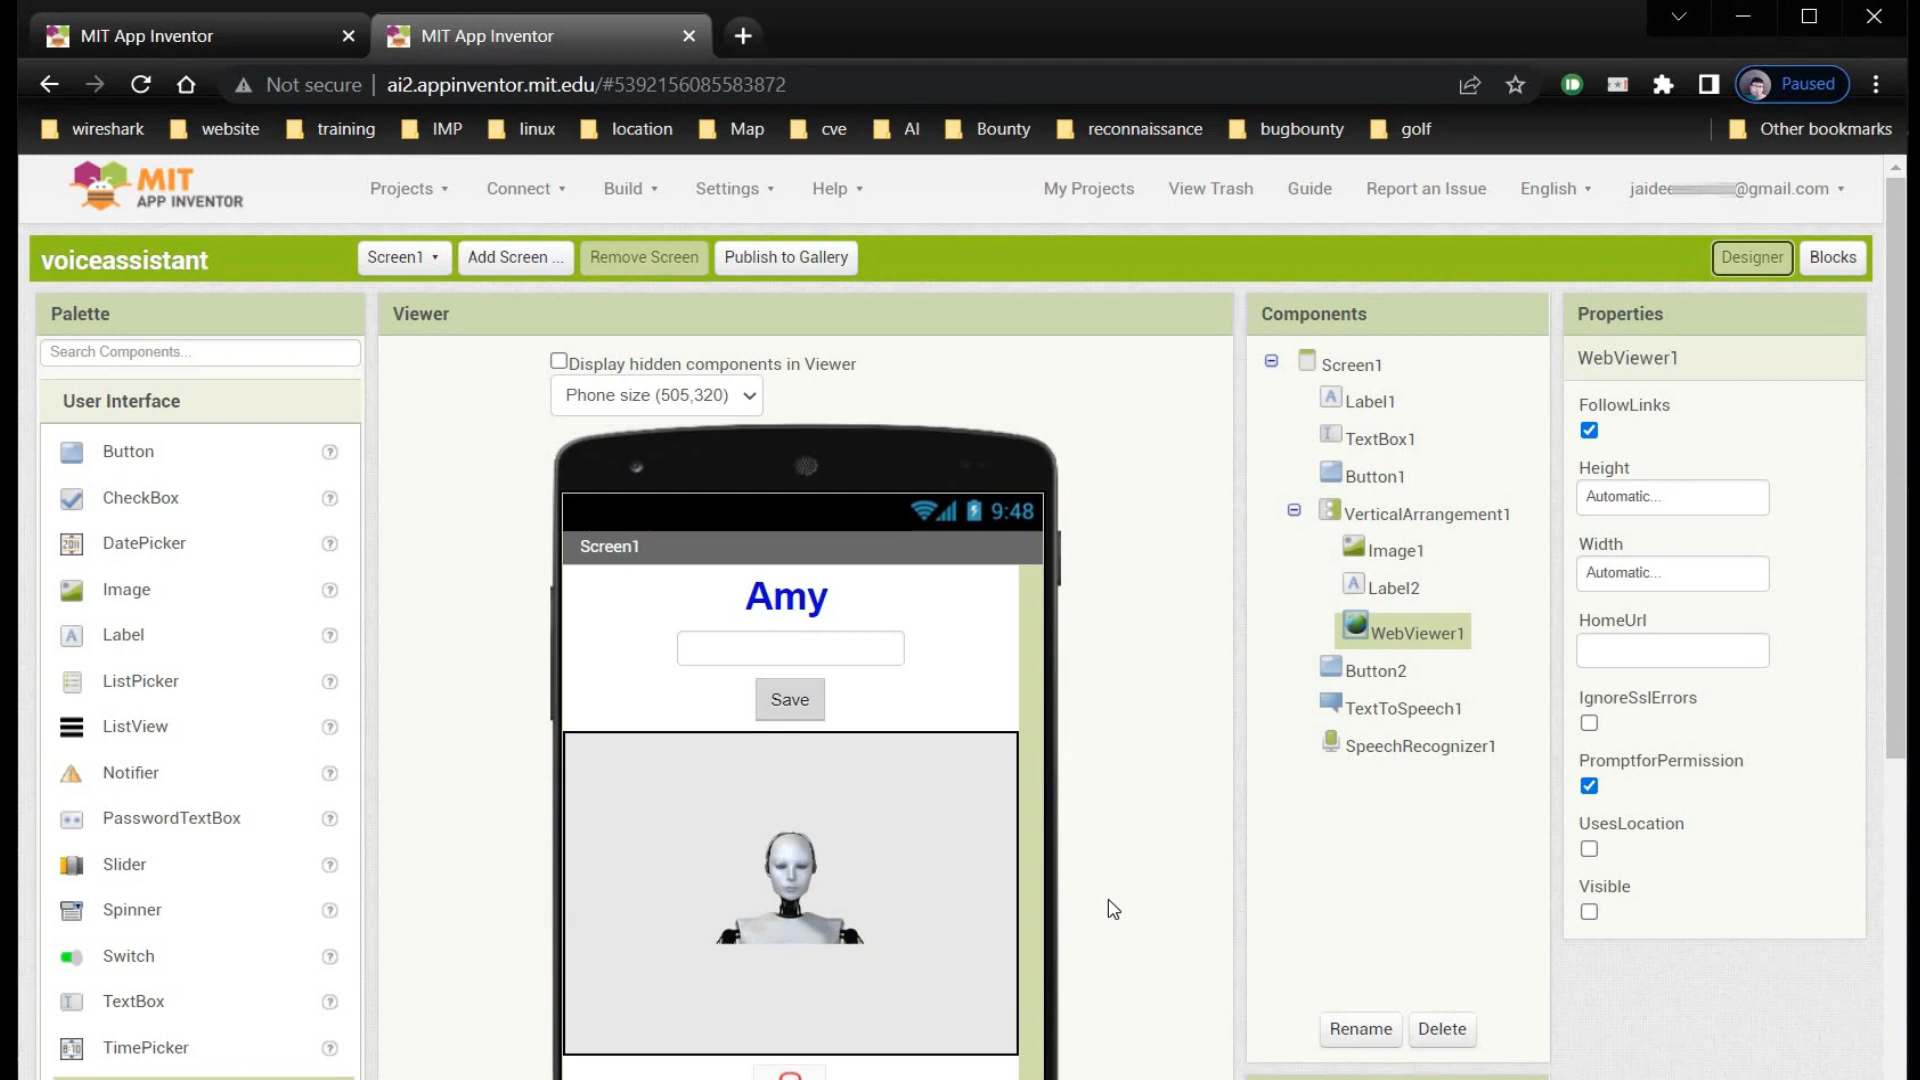 MIT App Inventor
MIT App Inventor
Not secure
ai2.appinventor.mit.edu/#5392156085583872
Paused
wireshark website training IMP linux location Map cve AI Bounty reconnaissance bugbounty golf Other bookmarks
MIT
APP INVENTOR
Projects Connect Build Settings Help My Projects View Trash Guide Report an Issue English @gmail.com
voiceassistant Screen1 Add Screen ... Remove Screen Publish to Gallery Designer Blocks
Palette
Search Components...
User Interface
Button ?
CheckBox ?
2011 DatePicker ?
Image ?
A Label ?
ListPicker ?
ListView ?
Notifier ?
PasswordTextBox ?
Slider ?
Spinner ?
Switch ?
TextBox ?
8:10 TimePicker ?
Viewer
Display hidden components in Viewer
Phone size (505,320)
9:48
Screen1
Amy
Save
Components
Screen1
A Label1
TextBox1
Button1
VerticalArrangement1
Image1
A Label2
WebViewer1
Button2
TextToSpeech1
SpeechRecognizer1
Rename Delete
Properties
WebViewer1
FollowLinks
Height
Automatic...
Width
Automatic...
HomeUrl
IgnoreSslErrors
PromptforPermission
UsesLocation
Visible